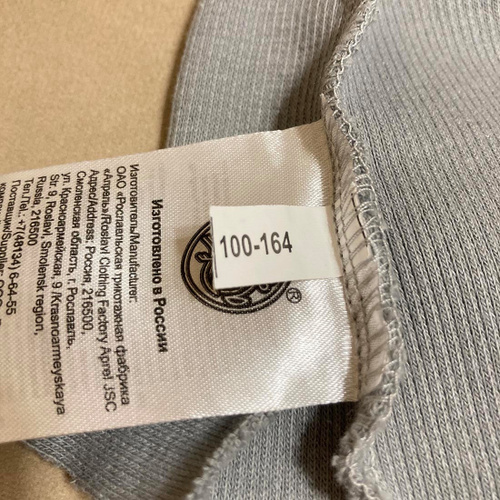 100-164
®
Изготовлено в России
Изготовитель/Manufacturer:
ОАО «Рославльская трикотажная фабрика
«Апрель»/Roslavl Clothing Factory Aprel JSC
Адрес/Address: Россия, 216500,
Смоленская область, г. Рославль,
ул. Красноармейская, 9 /Krasnoarmeyskaya
Str. 9, Roslavl, Smolensk region,
Russia, 216500
Тел./Tel.: +7(48134) 6-64-55
Поставщик/Supplier: